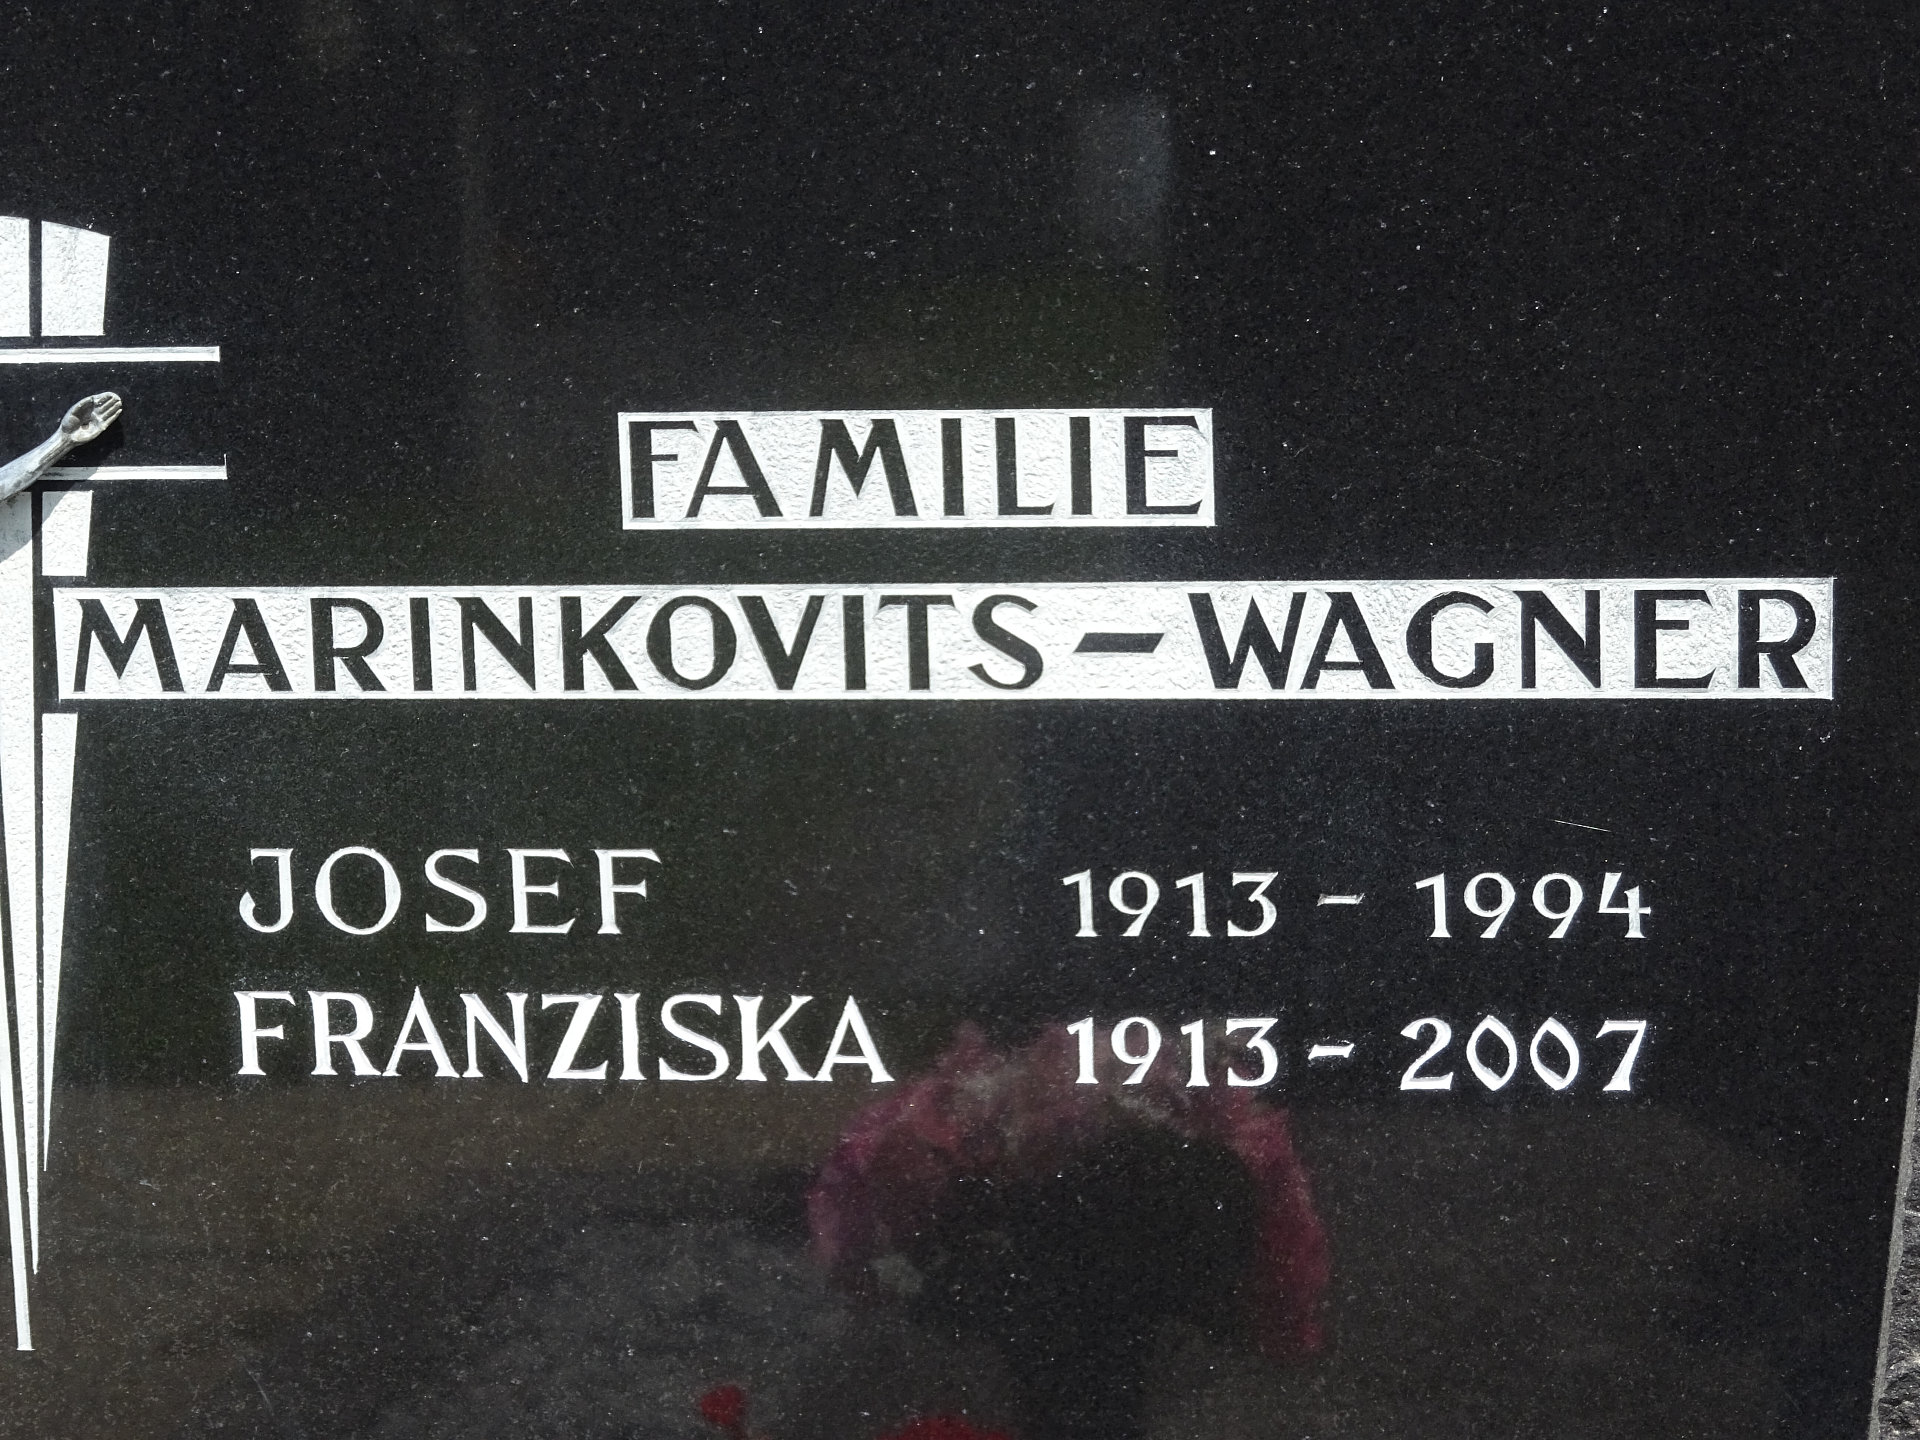 FAMILIE
MARINKOVITS-WAGNER
JOSEF 1913 - 1994
FRANZISKA 1913 - 2007